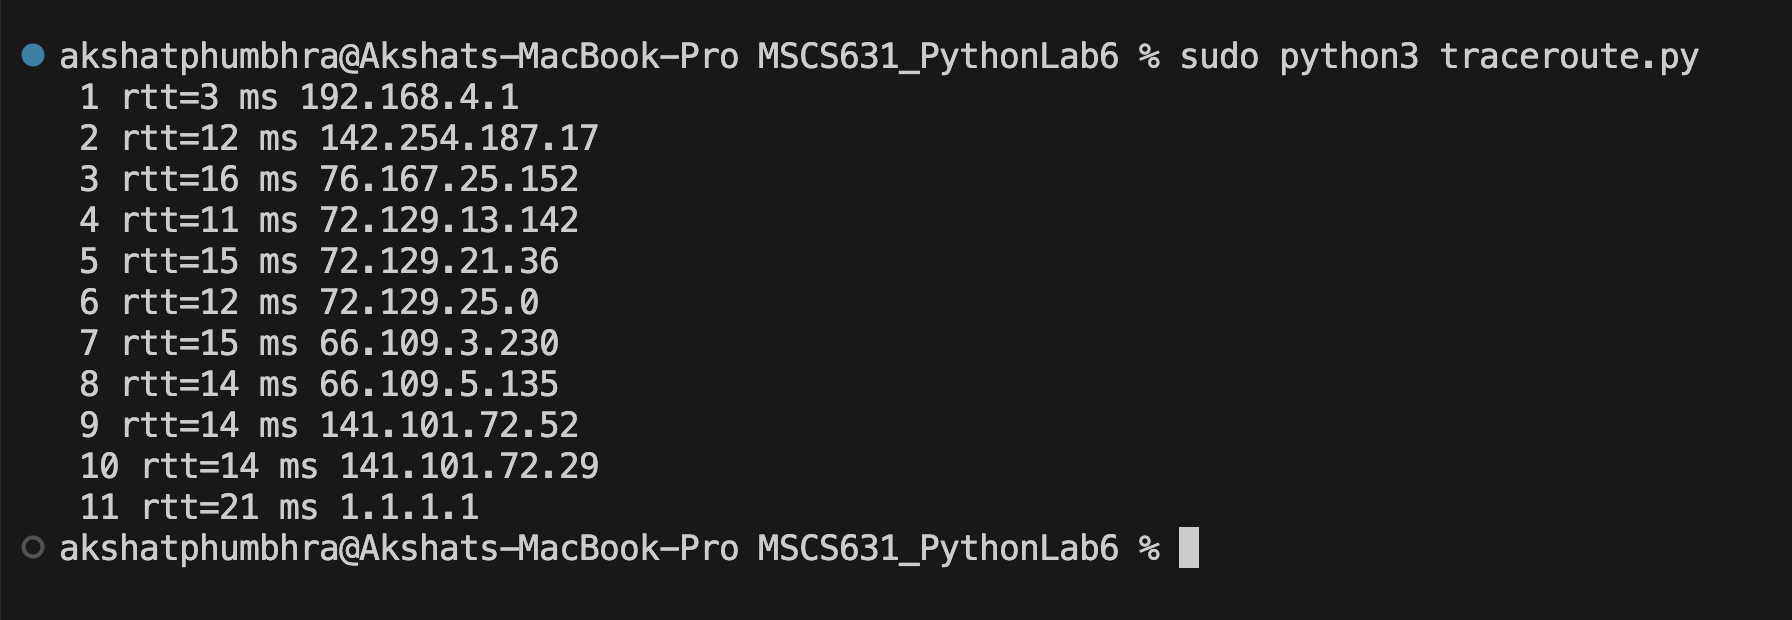 akshatphumbhra@Akshats-MacBook-Pro MSCS631_PythonLab6 % sudo python3 traceroute.py
1 rtt=3 ms 192.168.4.1
2 rtt=12 ms 142.254.187.17
3 rtt=16 ms 76.167.25.152
4 rtt=11 ms 72.129.13.142
5 rtt=15 ms 72.129.21.36
6 rtt=12 ms 72.129.25.0
7 rtt=15 ms 66.109.3.230
8 rtt=14 ms 66.109.5.135
9 rtt=14 ms 141.101.72.52
10 rtt=14 ms 141.101.72.29
11 rtt=21 ms 1.1.1.1
akshatphumbhra@Akshats-MacBook-Pro MSCS631_PythonLab6 %